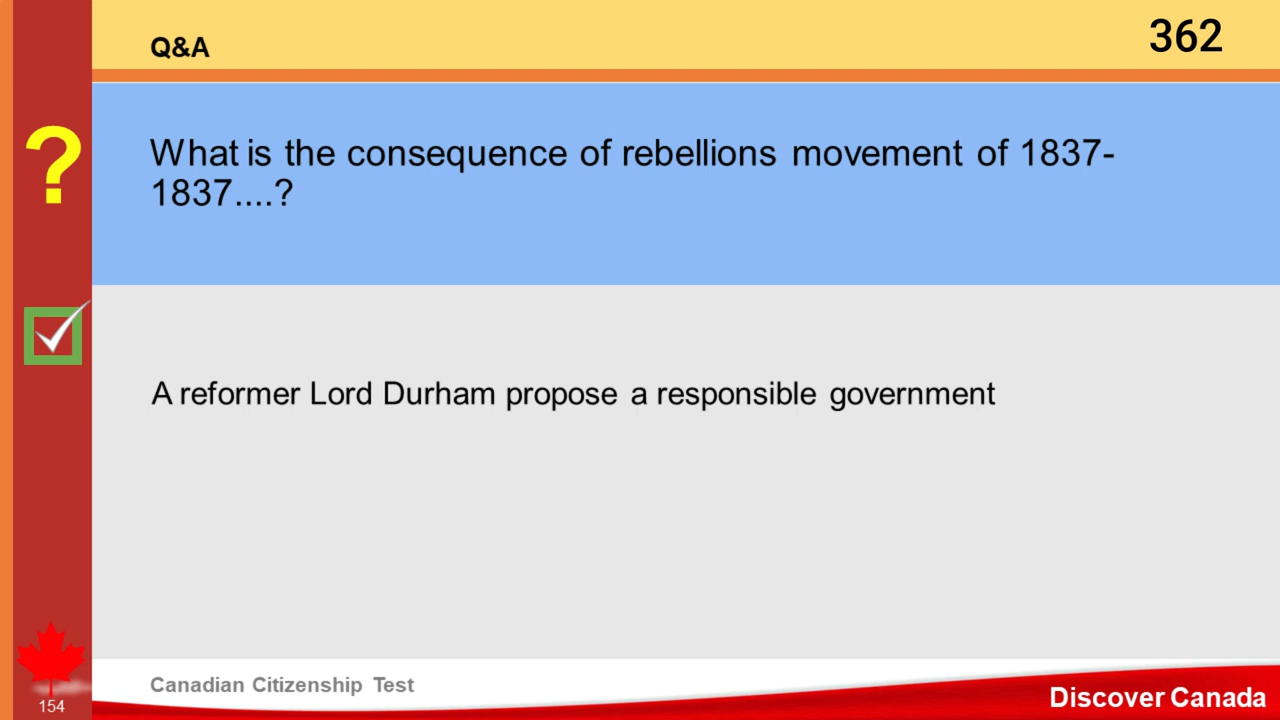 Q&A
362
?
What is the consequence of rebellions movement of 1837-
1837....?
A reformer Lord Durham propose a responsible government
Canadian Citizenship Test
154
Discover Canada